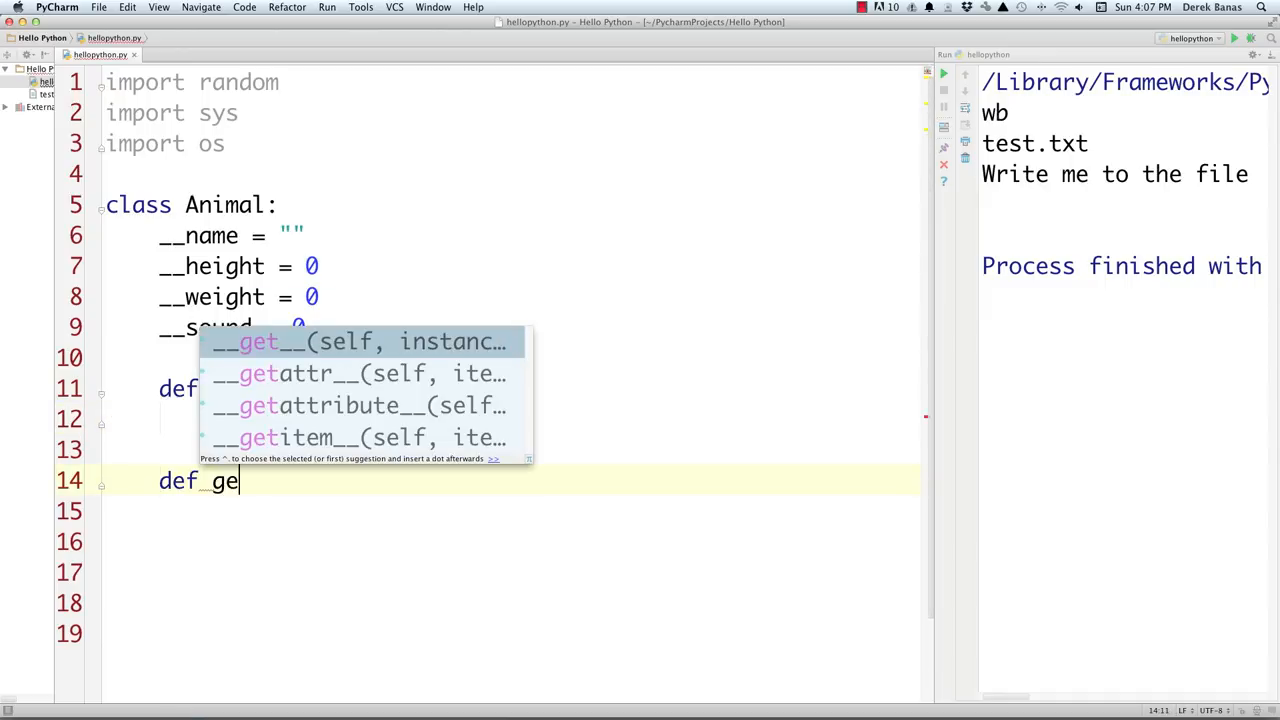 PyCharm File Edit View Navigate Code Refactor Run Tools VCS Window Help 10 Sun 4:07 PM Derek Banas
hellopython.py – Hello Python – [~/PycharmProjects/Hello Python]
Hello Python hellopython.py hellopython
hellopython.py
Run hellopython
Hello P
hell
test
Extern
1 import random
2 import sys
3 import os
4
5 class Animal:
6 __name = ""
7 __height = 0
8 __weight = 0
9 __sound = 0
10
11 def
12
13
14 def ge
15
16
17
18
19
__get__(self, instanc...
__getattr__(self, ite...
__getattribute__(self...
__getitem__(self, ite...
Press ^. to choose the selected (or first) suggestion and insert a dot afterwards >>
/Library/Frameworks/Py
wb
test.txt
Write me to the file
Process finished with
14:11 LF UTF-8